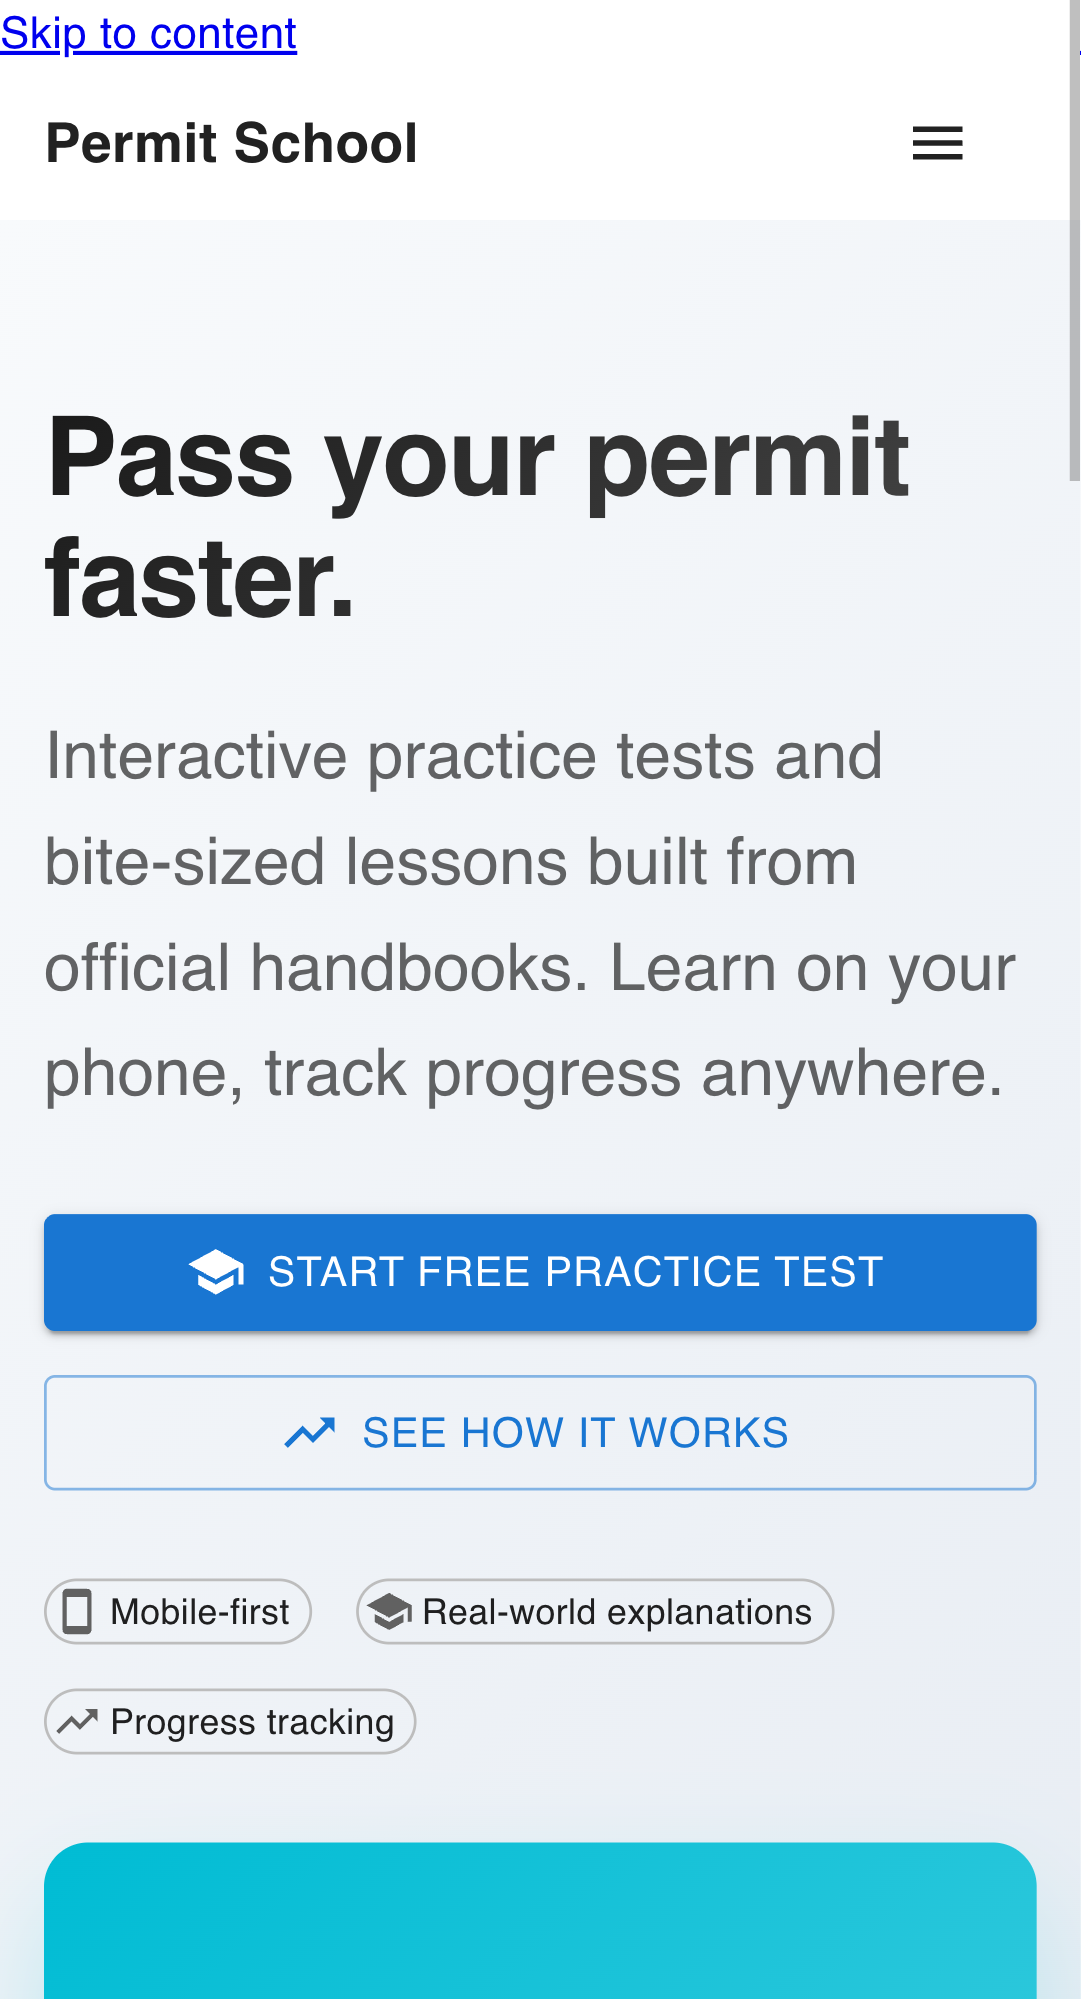 Skip to content
Permit School
Pass your permit
faster.
Interactive practice tests and
bite-sized lessons built from
official handbooks. Learn on your
phone, track progress anywhere.
START FREE PRACTICE TEST
SEE HOW IT WORKS
Mobile-first
Real-world explanations
Progress tracking